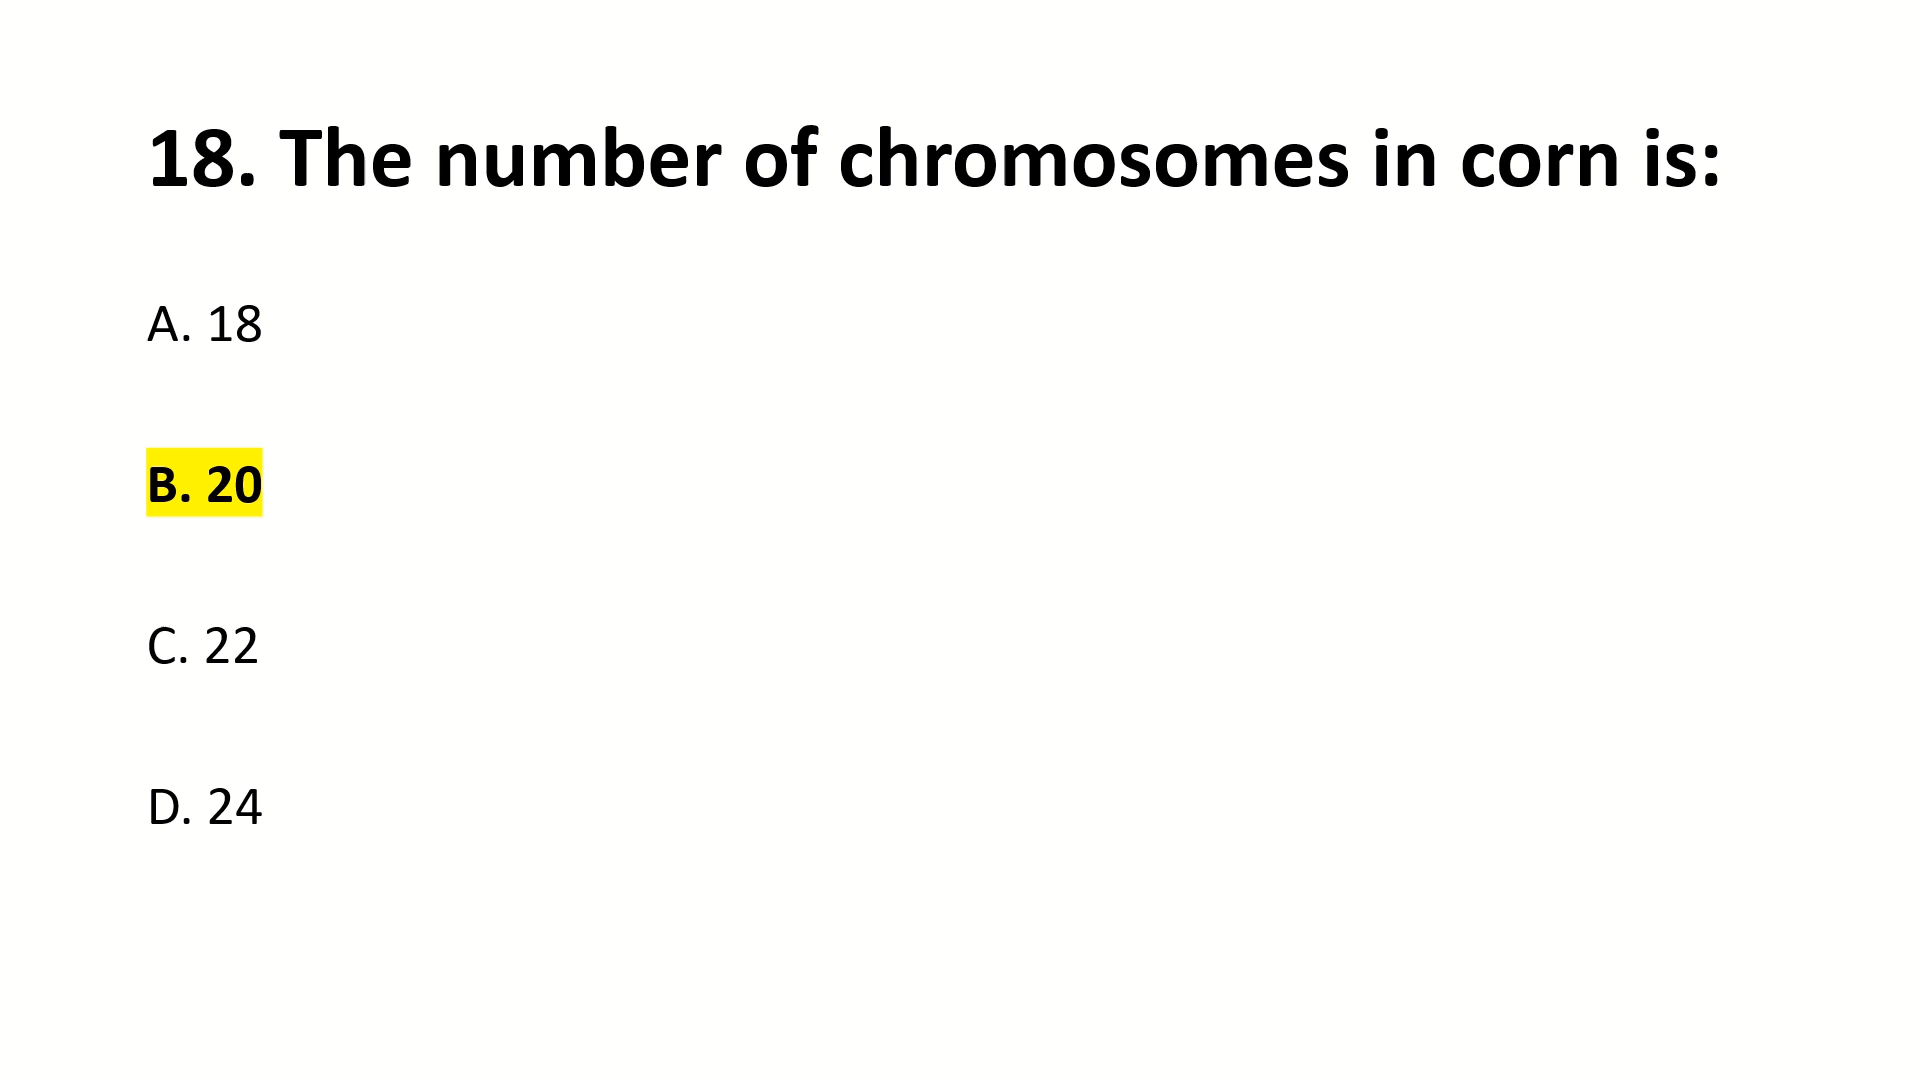 18. The number of chromosomes in corn is:
A. 18
B. 20
C. 22
D. 24